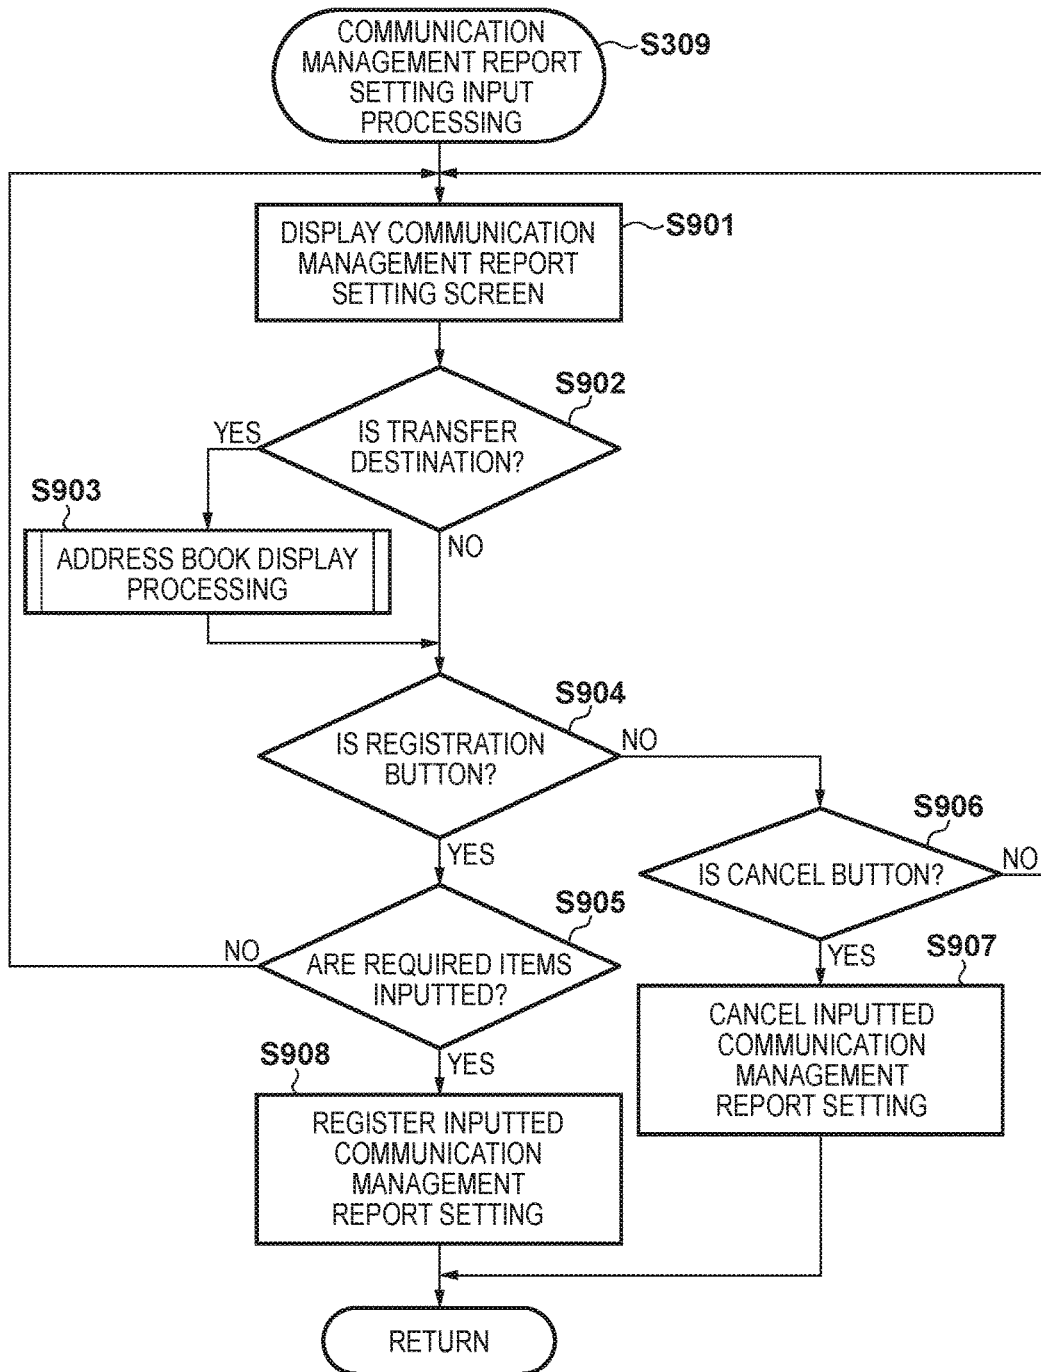 COMMUNICATION
MANAGEMENT REPORT
SETTING INPUT
PROCESSING
S309
S901
DISPLAY COMMUNICATION
MANAGEMENT REPORT
SETTING SCREEN
S902
YES
IS TRANSFER
DESTINATION?
S903
NO
ADDRESS BOOK DISPLAY
PROCESSING
S904
IS REGISTRATION
BUTTON?
NO
S906
YES
IS CANCEL BUTTON?
NO
S905
NO
ARE REQUIRED ITEMS
INPUTTED?
YES
S907
S908
YES
CANCEL INPUTTED
COMMUNICATION
MANAGEMENT
REPORT SETTING
REGISTER INPUTTED
COMMUNICATION
MANAGEMENT
REPORT SETTING
RETURN